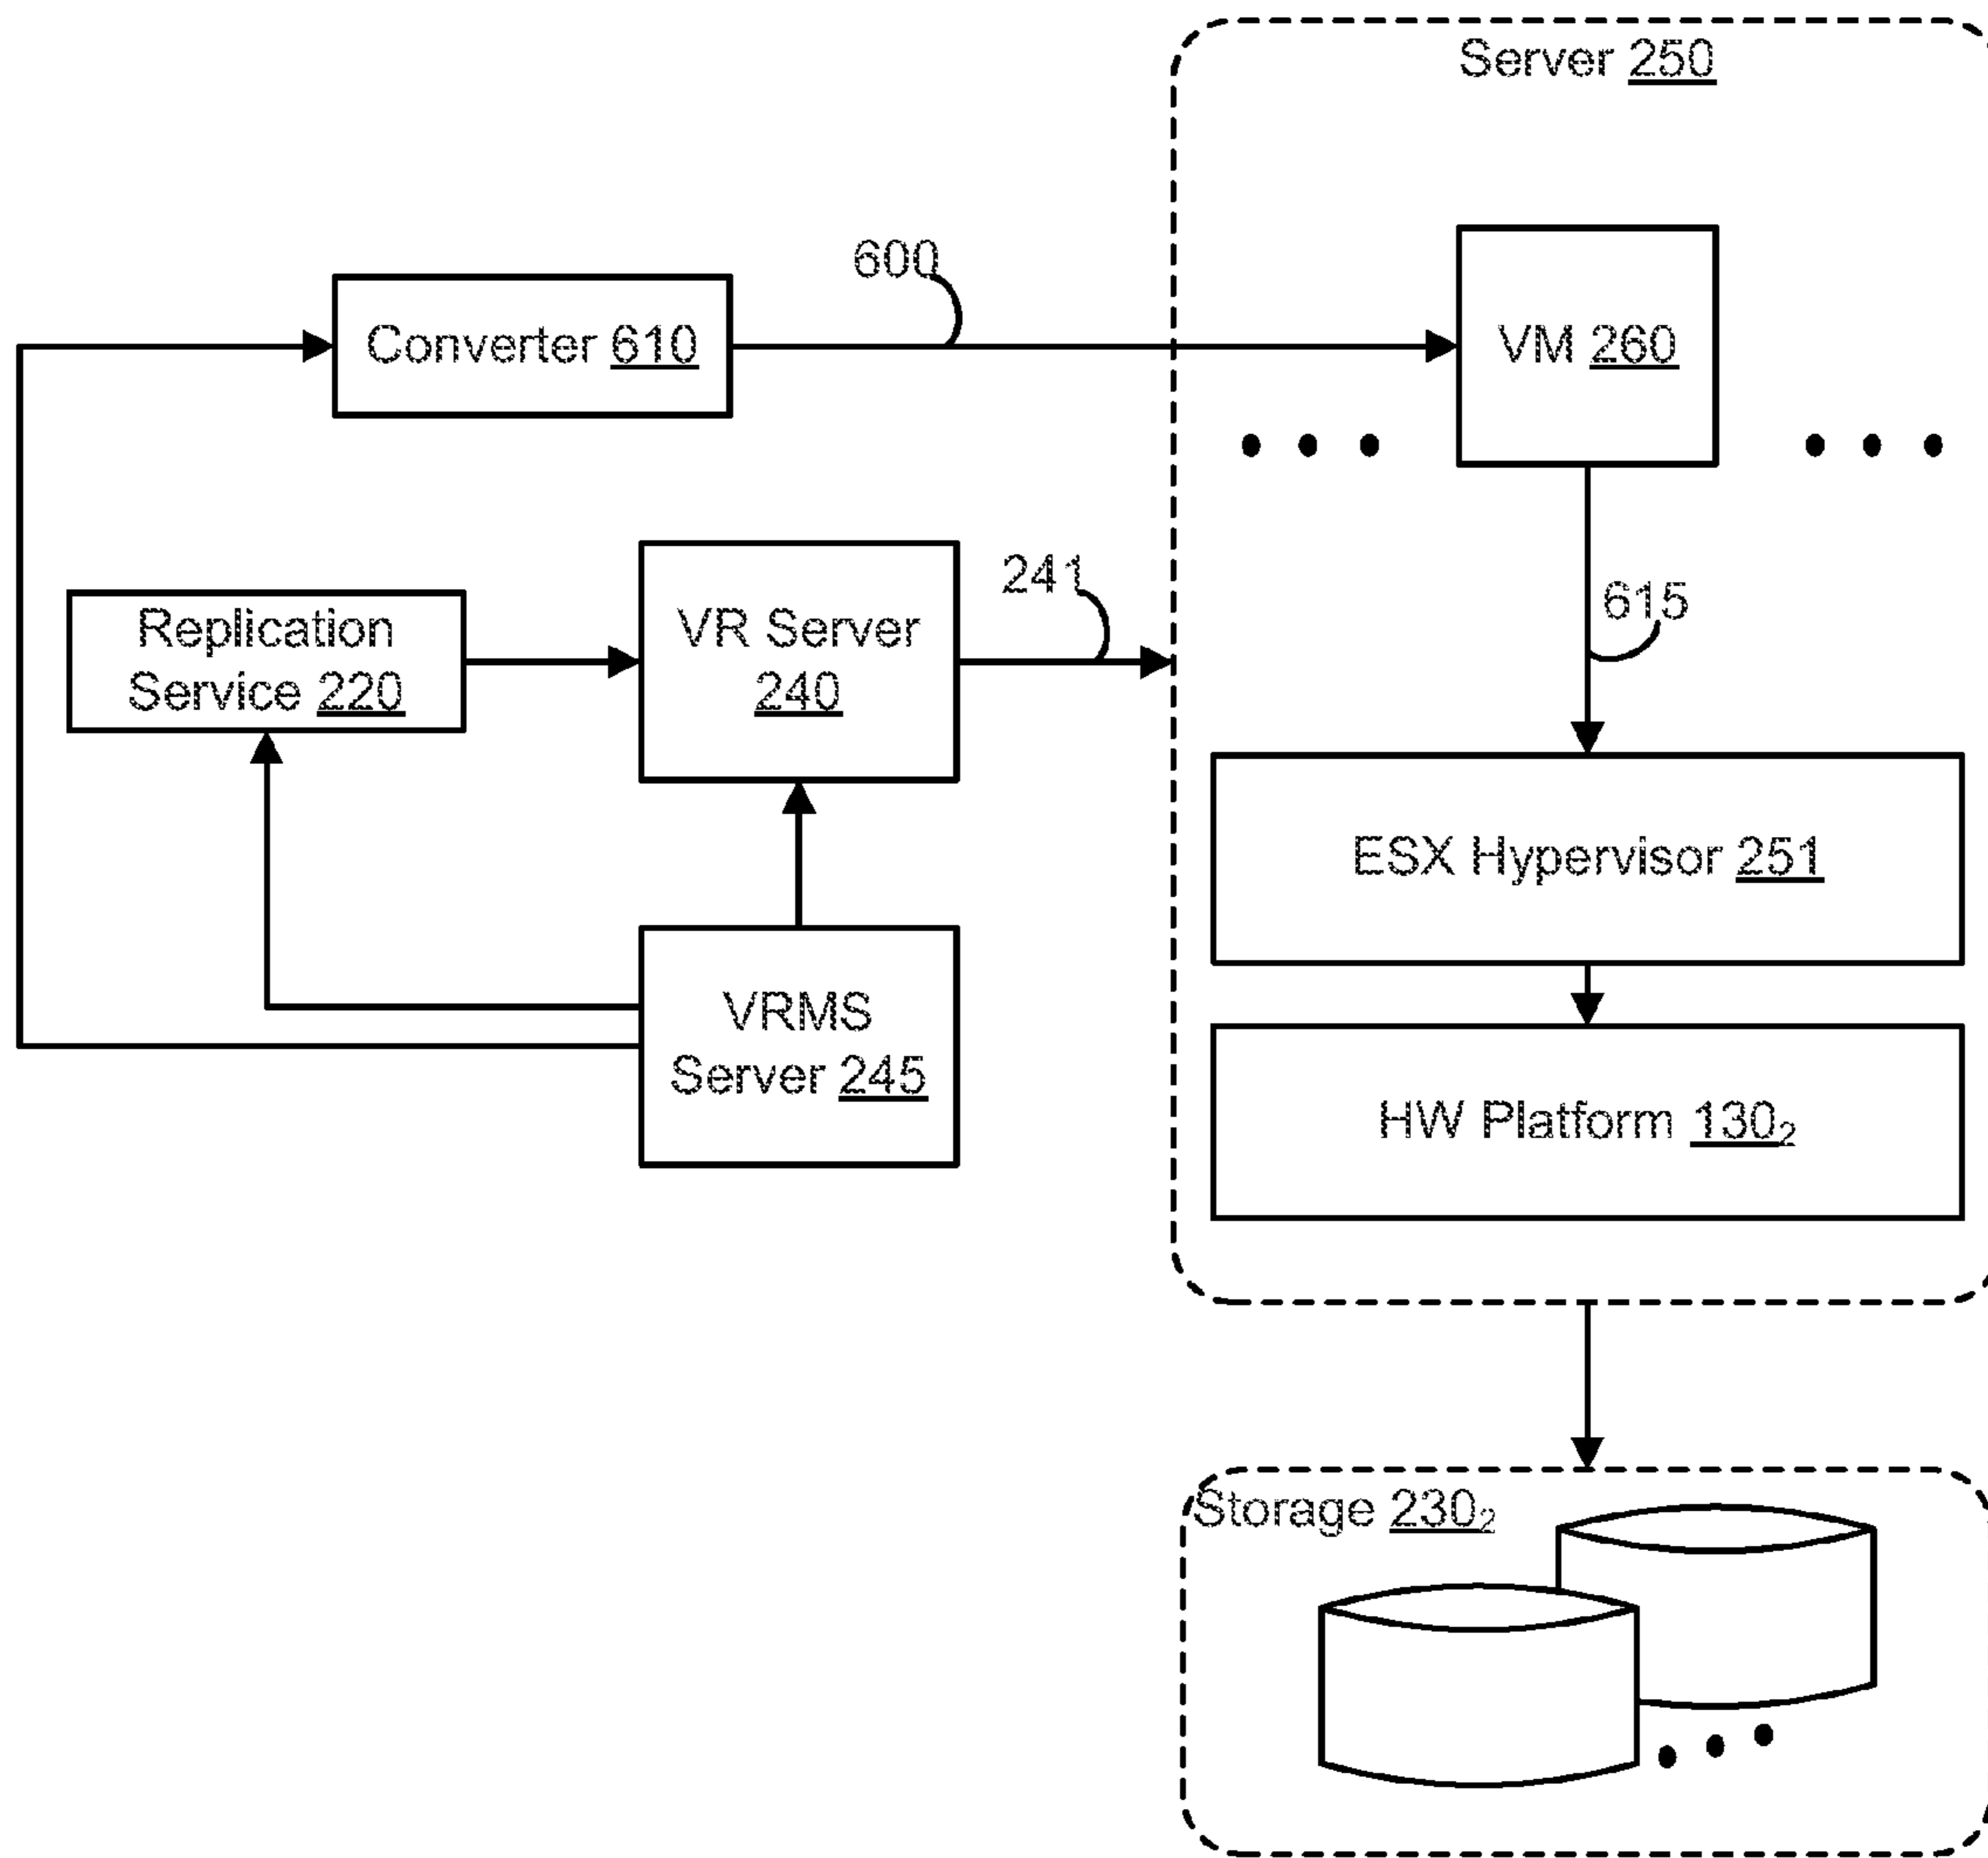 Server 250
600
Converter 610
VM 260
241
Replication
Service 220
VR Server
240
615
ESX Hypervisor 251
VRMS
Server 245
HW Platform 130₂
Storage 230₂